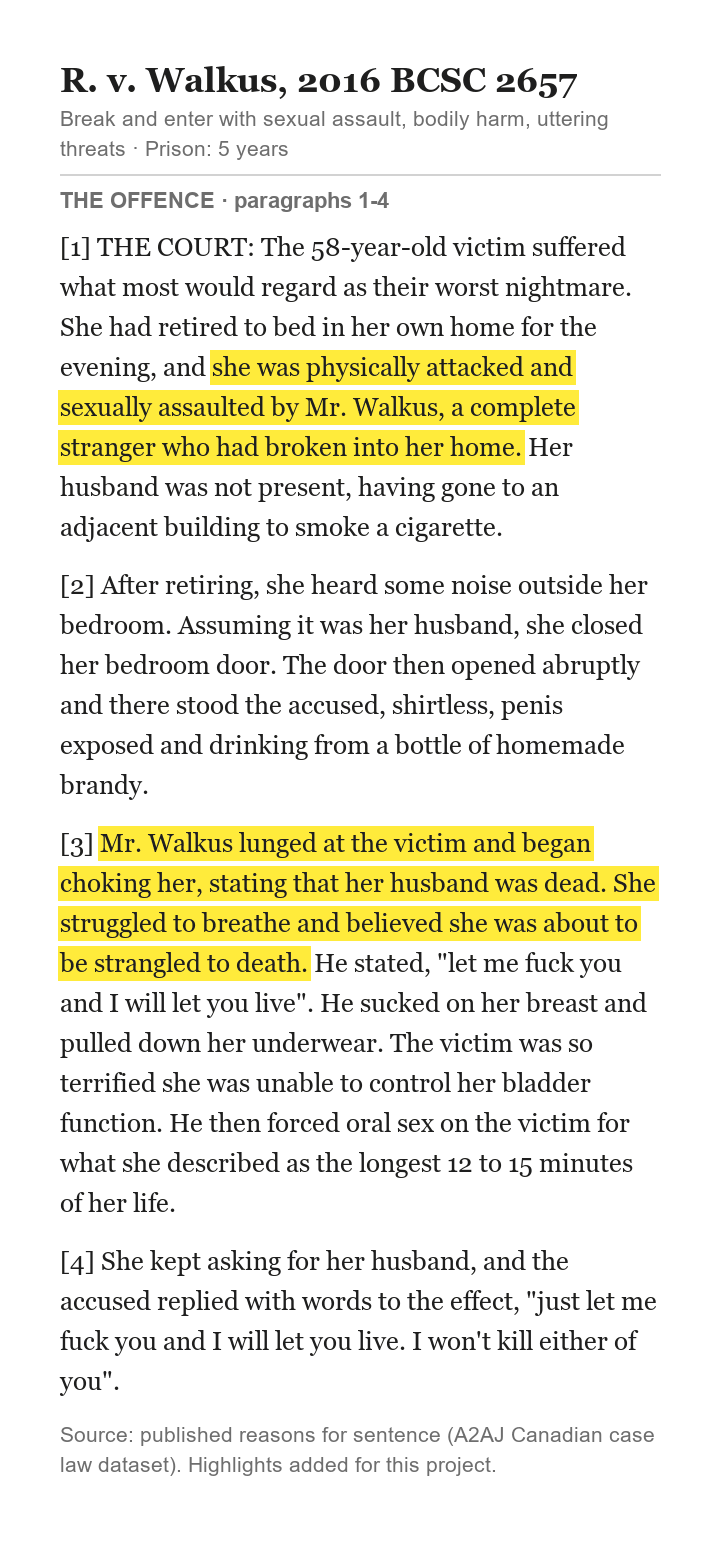 R. v. Walkus, 2016 BCSC 2657
Break and enter with sexual assault, bodily harm, uttering
threats · Prison: 5 years
THE OFFENCE · paragraphs 1-4
[1] THE COURT: The 58-year-old victim suffered
what most would regard as their worst nightmare.
She had retired to bed in her own home for the
evening, and she was physically attacked and
sexually assaulted by Mr. Walkus, a complete
stranger who had broken into her home. Her
husband was not present, having gone to an
adjacent building to smoke a cigarette.
[2] After retiring, she heard some noise outside her
bedroom. Assuming it was her husband, she closed
her bedroom door. The door then opened abruptly
and there stood the accused, shirtless, penis
exposed and drinking from a bottle of homemade
brandy.
[3] Mr. Walkus lunged at the victim and began
choking her, stating that her husband was dead. She
struggled to breathe and believed she was about to
be strangled to death. He stated, "let me fuck you
and I will let you live". He sucked on her breast and
pulled down her underwear. The victim was so
terrified she was unable to control her bladder
function. He then forced oral sex on the victim for
what she described as the longest 12 to 15 minutes
of her life.
[4] She kept asking for her husband, and the
accused replied with words to the effect, "just let me
fuck you and I will let you live. I won't kill either of
you".
Source: published reasons for sentence (A2AJ Canadian case
law dataset). Highlights added for this project.